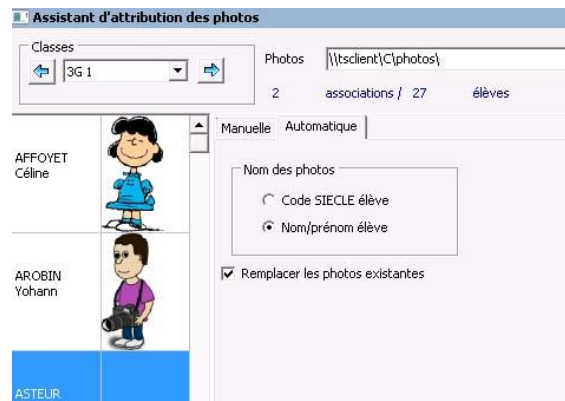 Assistant d'attribution des photos
Classes
3G 1
Photos
\\tsclient\C\photos\
2 associations / 27 élèves
Manuelle
Automatique
AFFOYET
Céline
Nom des photos
Code SIECLE élève
Nom/prénom élève
AROBIN
Yohann
Remplacer les photos existantes
ASTEUR